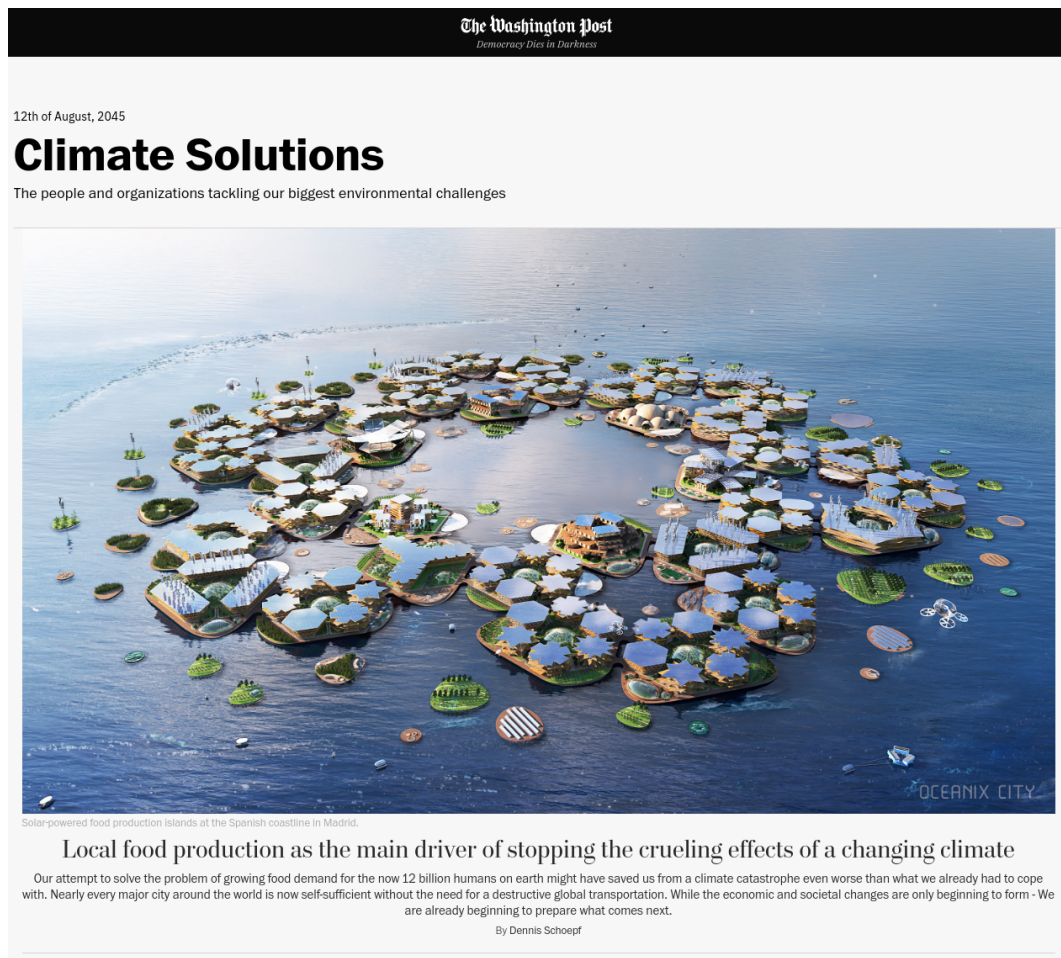 The Washington Post
Democracy Dies in Darkness
12th of August, 2045
Climate Solutions
The people and organizations tackling our biggest environmental challenges
OCEANIX CITY
Solar-powered food production islands at the Spanish coastline in Madrid.
Local food production as the main driver of stopping the crueling effects of a changing climate
Our attempt to solve the problem of growing food demand for the now 12 billion humans on earth might have saved us from a climate catastrophe even worse than what we already had to cope
with. Nearly every major city around the world is now self-sufficient without the need for a destructive global transportation. While the economic and societal changes are only beginning to form - We
are already beginning to prepare what comes next.
By Dennis Schoepf